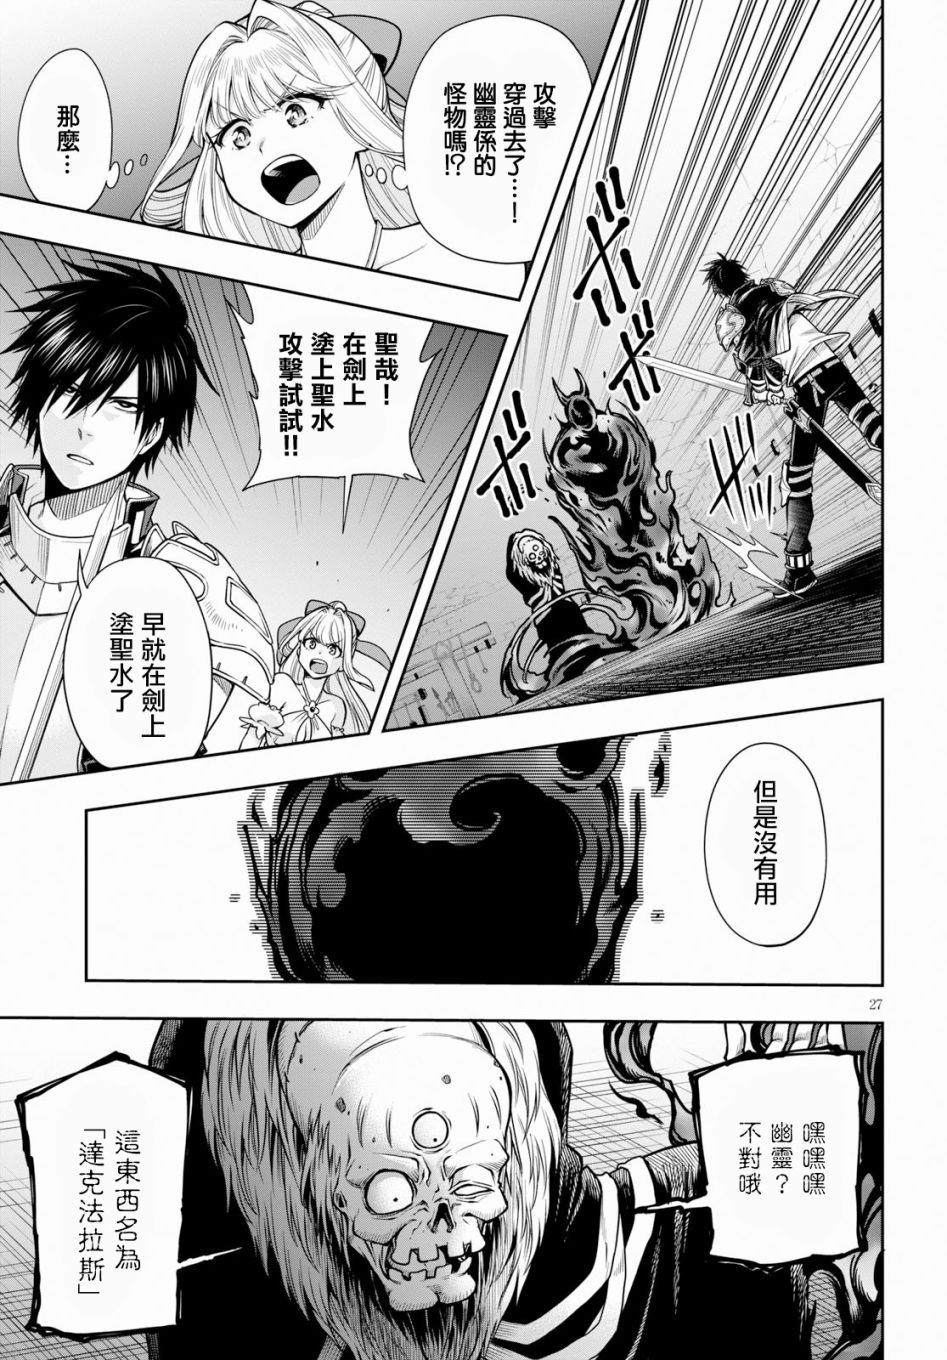 攻擊
穿過去了…！
幽靈係的
怪物嗎!?
那麼…
聖哉！
在劍上
塗上聖水
攻擊試試!!
早就在劍上
塗聖水了
但是沒有用
27
嘿嘿嘿
幽靈？
不對哦
這東西名為
「達克法拉斯」